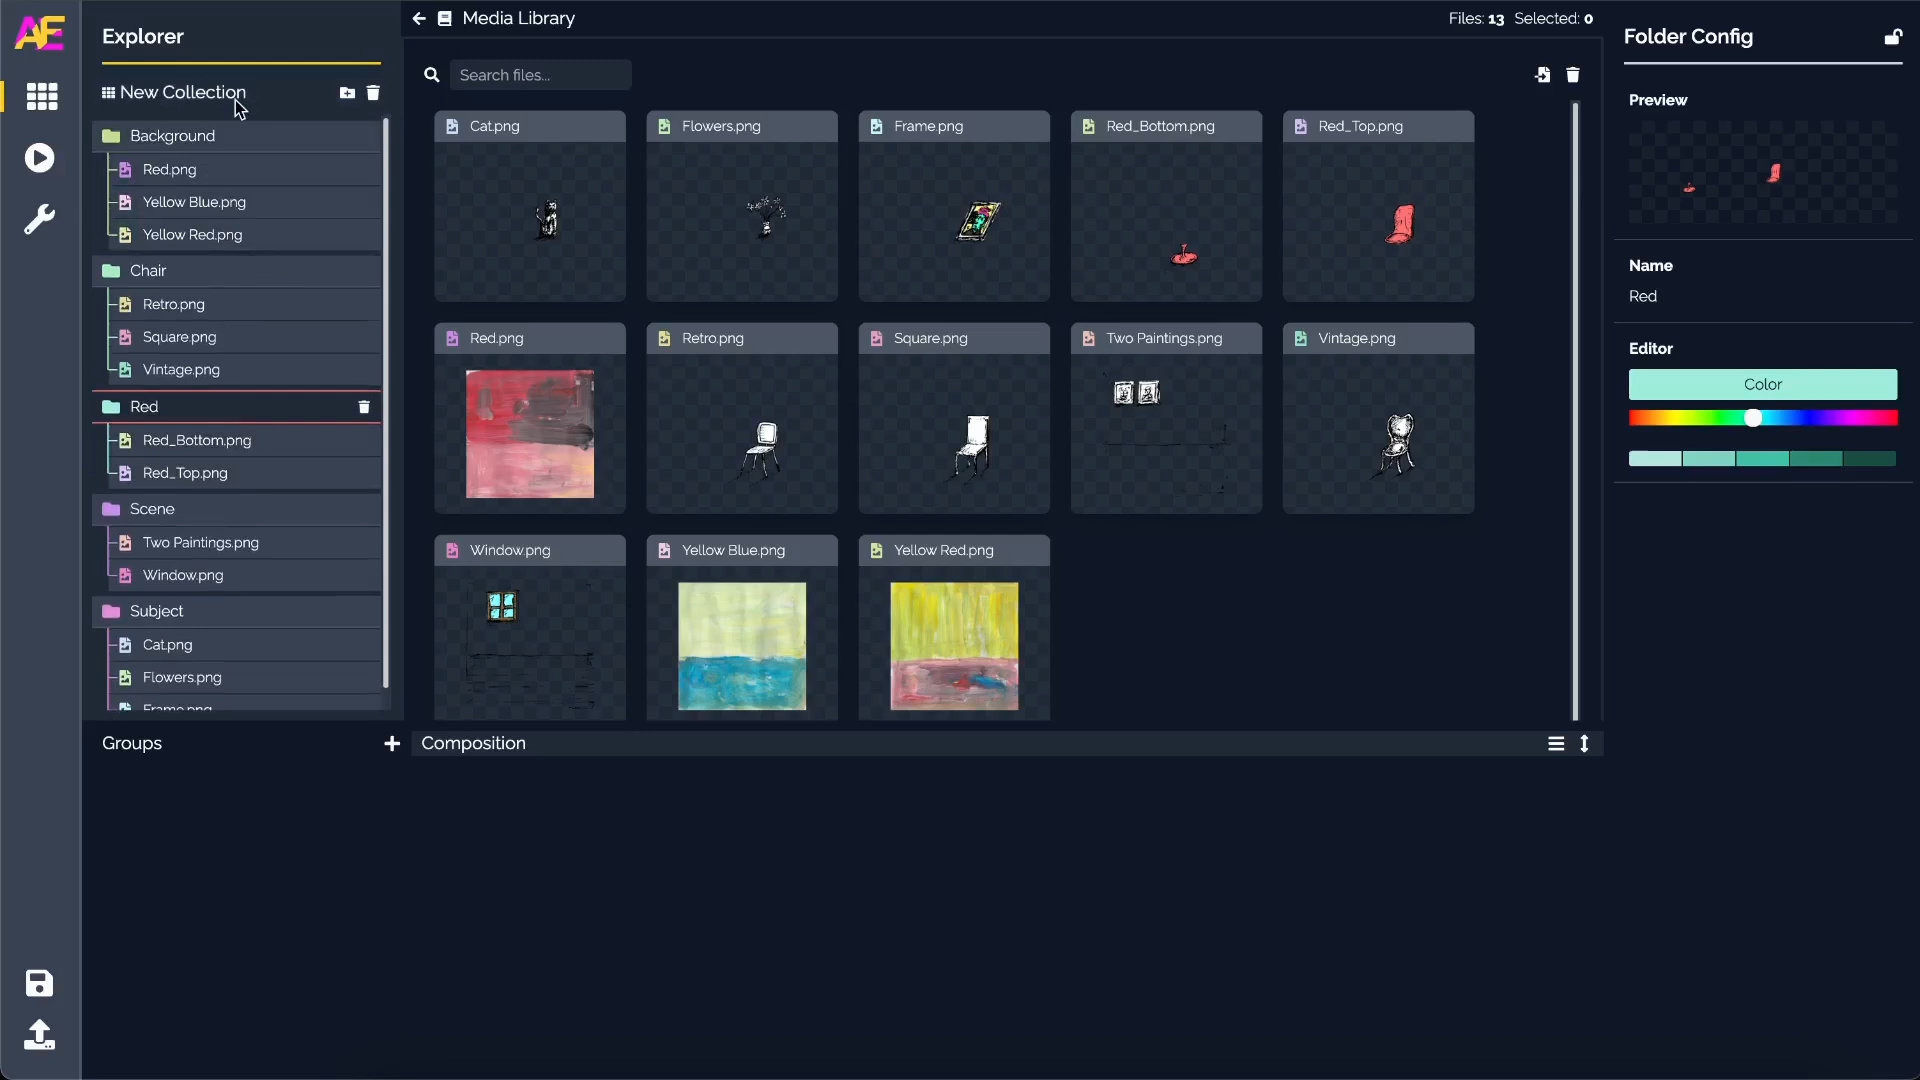 AE
Explorer
New Collection
Background
Red.png
Yellow Blue.png
Yellow Red.png
Chair
Retro.png
Square.png
Vintage.png
Red
Red_Bottom.png
Red_Top.png
Scene
Two Paintings.png
Window.png
Subject
Cat.png
Flowers.png
Frame.png
Groups
Media Library
Files: 13 Selected: 0
Search files...
Cat.png
Flowers.png
Frame.png
Red_Bottom.png
Red_Top.png
Red.png
Retro.png
Square.png
Two Paintings.png
Vintage.png
Window.png
Yellow Blue.png
Yellow Red.png
Composition
Folder Config
Preview
Name
Red
Editor
Color